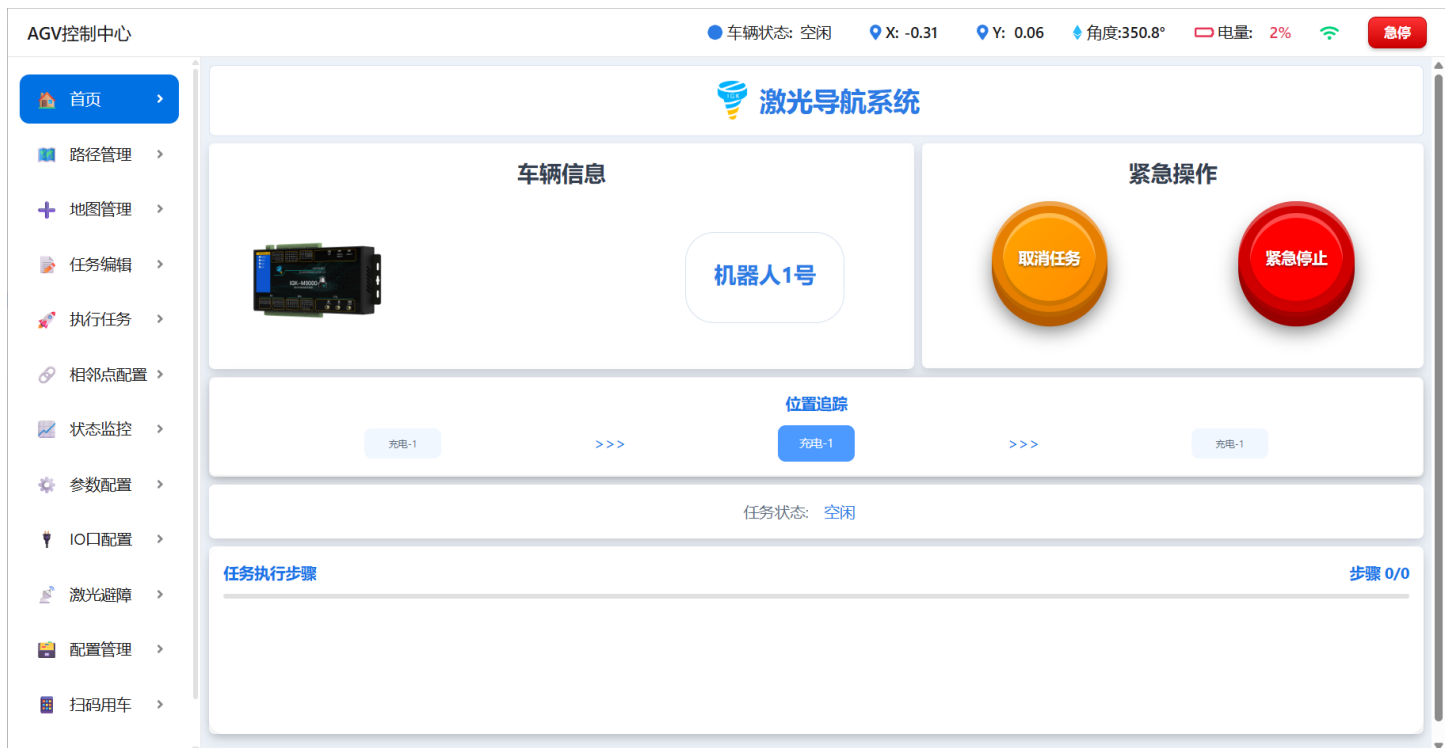 AGV控制中心
车辆状态: 空闲
X: -0.31
Y: 0.06
角度:350.8°
电量: 2%
急停
首页
路径管理
地图管理
任务编辑
执行任务
相邻点配置
状态监控
参数配置
IO口配置
激光避障
配置管理
扫码用车
激光导航系统
车辆信息
机器人1号
紧急操作
取消任务
紧急停止
位置追踪
充电-1
>>>
充电-1
>>>
充电-1
任务状态: 空闲
任务执行步骤
步骤 0/0